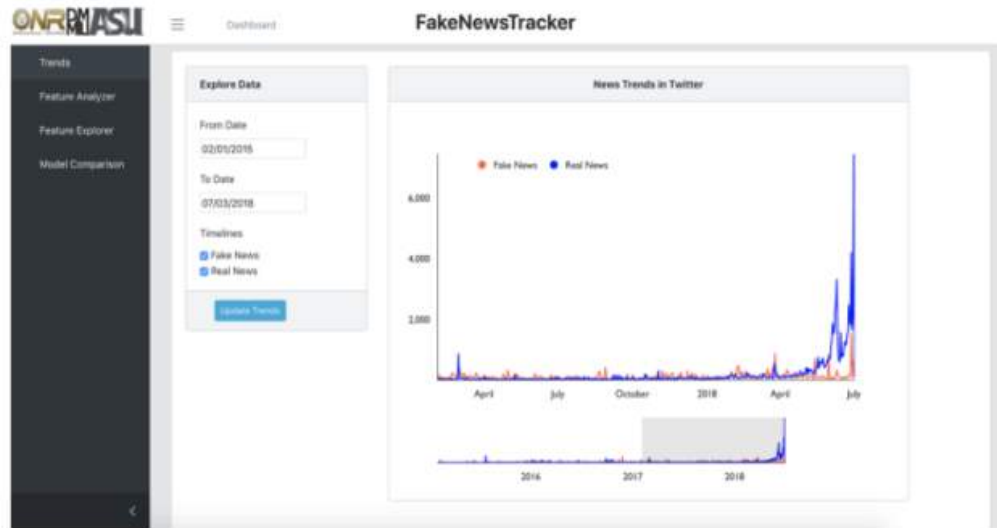 ONR DMML ASU
Dashboard
FakeNewsTracker
Trends
Feature Analyzer
Feature Explorer
Model Comparison
Explore Data
From Date
02/01/2015
To Date
07/03/2018
Timelines
Fake News
Real News
Update Trends
News Trends in Twitter
Fake News Real News
6,000
4,000
2,000
April July October 2018 April July
2016 2017 2018